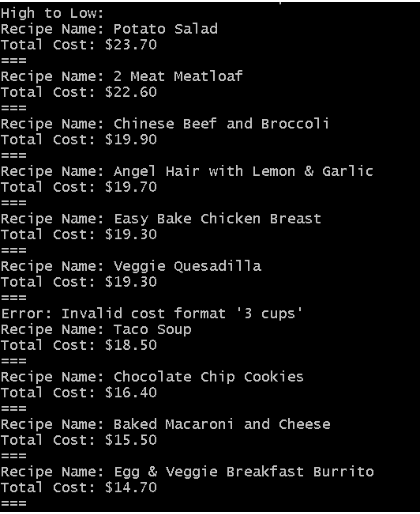 High to Low:
Recipe Name: Potato Salad
Total Cost: $23.70
===
Recipe Name: 2 Meat Meatloaf
Total Cost: $22.60
===
Recipe Name: Chinese Beef and Broccoli
Total Cost: $19.90
===
Recipe Name: Angel Hair with Lemon & Garlic
Total Cost: $19.70
===
Recipe Name: Easy Bake Chicken Breast
Total Cost: $19.30
===
Recipe Name: Veggie Quesadilla
Total Cost: $19.30
===
Error: Invalid cost format '3 cups'
Recipe Name: Taco Soup
Total Cost: $18.50
===
Recipe Name: Chocolate Chip Cookies
Total Cost: $16.40
===
Recipe Name: Baked Macaroni and Cheese
Total Cost: $15.50
===
Recipe Name: Egg & Veggie Breakfast Burrito
Total Cost: $14.70
===